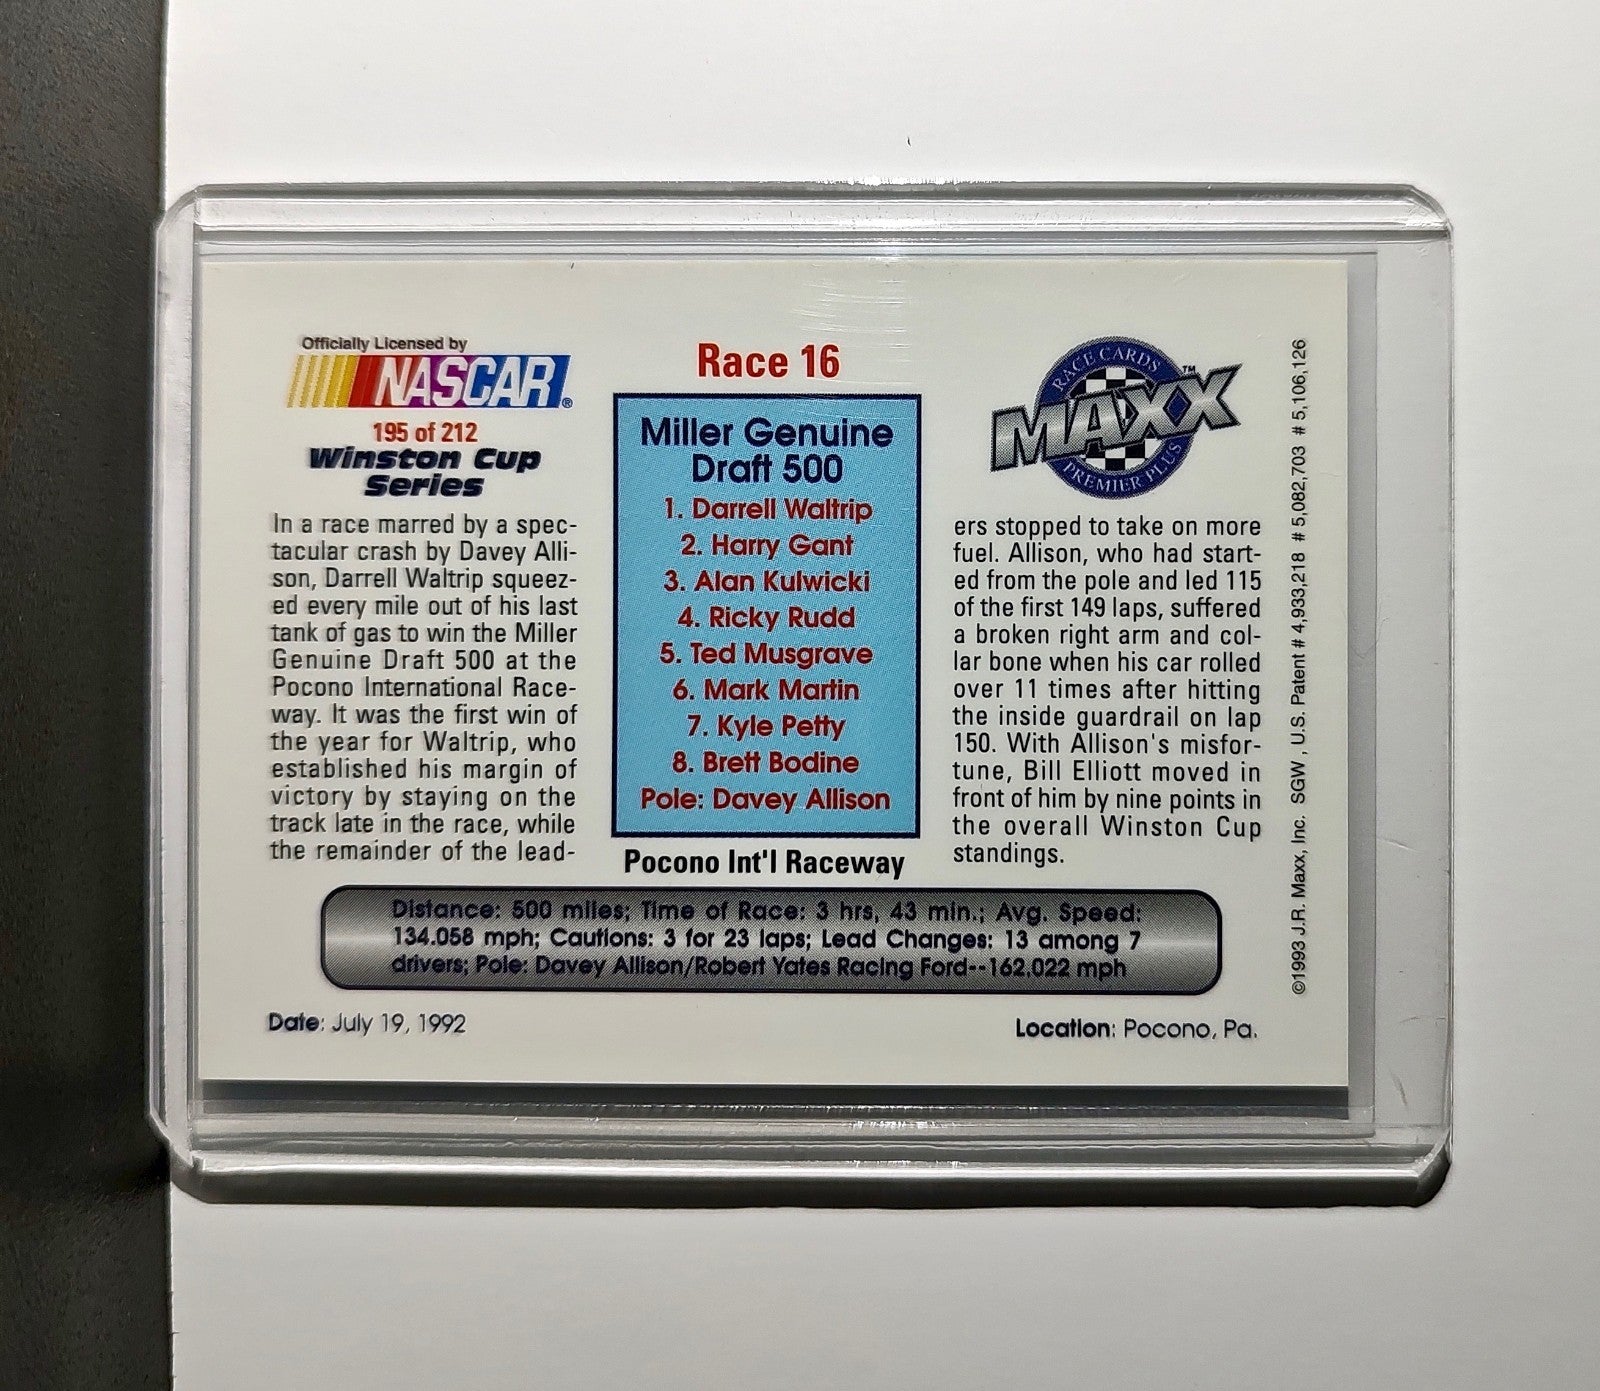 Officially Licensed by
NASCAR®
195 of 212
Winston Cup
Series
In a race marred by a spec-
tacular crash by Davey Alli-
son, Darrell Waltrip squeez-
ed every mile out of his last
tank of gas to win the Miller
Genuine Draft 500 at the
Pocono International Race-
way. It was the first win of
the year for Waltrip, who
established his margin of
victory by staying on the
track late in the race, while
the remainder of the lead-
Race 16
Miller Genuine
Draft 500
1. Darrell Waltrip
2. Harry Gant
3. Alan Kulwicki
4. Ricky Rudd
5. Ted Musgrave
6. Mark Martin
7. Kyle Petty
8. Brett Bodine
Pole: Davey Allison
Pocono Int'l Raceway
RACE CARDS
MAXX™
PREMIER PLUS
ers stopped to take on more
fuel. Allison, who had start-
ed from the pole and led 115
of the first 149 laps, suffered
a broken right arm and col-
lar bone when his car rolled
over 11 times after hitting
the inside guardrail on lap
150. With Allison's misfor-
tune, Bill Elliott moved in
front of him by nine points in
the overall Winston Cup
standings.
Distance: 500 miles; Time of Race: 3 hrs, 43 min.; Avg. Speed:
134.058 mph; Cautions: 3 for 23 laps; Lead Changes: 13 among 7
drivers; Pole: Davey Allison/Robert Yates Racing Ford--162.022 mph
Date: July 19, 1992
Location: Pocono, Pa.
©1993 J.R. Maxx, Inc. SGW , U.S. Patent # 4,933,218 # 5,082,703 # 5,106,126